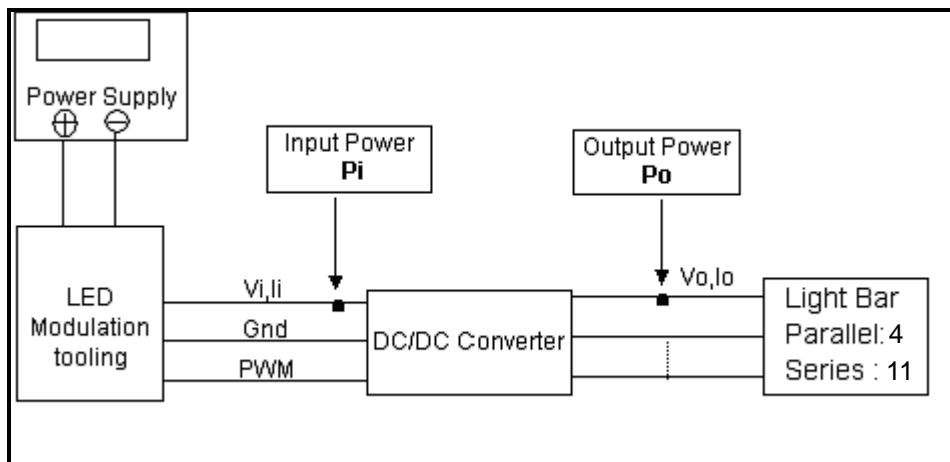 Power Supply
Input Power
Pi
Output Power
Po
LED
Modulation
tooling
Vi,Ii
Gnd
PWM
DC/DC Converter
Vo,Io
Light Bar
Parallel: 4
Series : 11